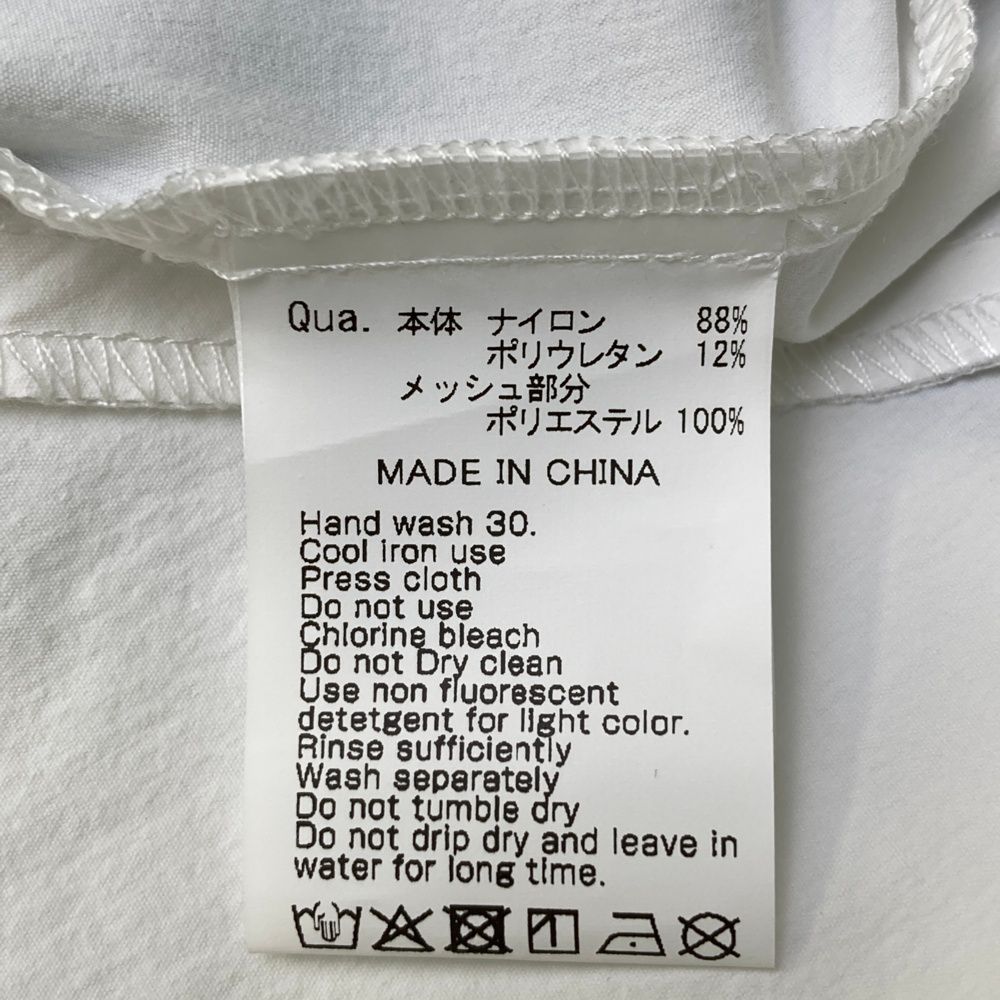 Qua. 本体 ナイロン 88%
ポリウレタン 12%
メッシュ部分
ポリエステル 100%
MADE IN CHINA
Hand wash 30.
Cool iron use
Press cloth
Do not use
Chlorine bleach
Do not Dry clean
Use non fluorescent
detetgent for light color.
Rinse sufficiently
Wash separately
Do not tumble dry
Do not drip dry and leave in
water for long time.